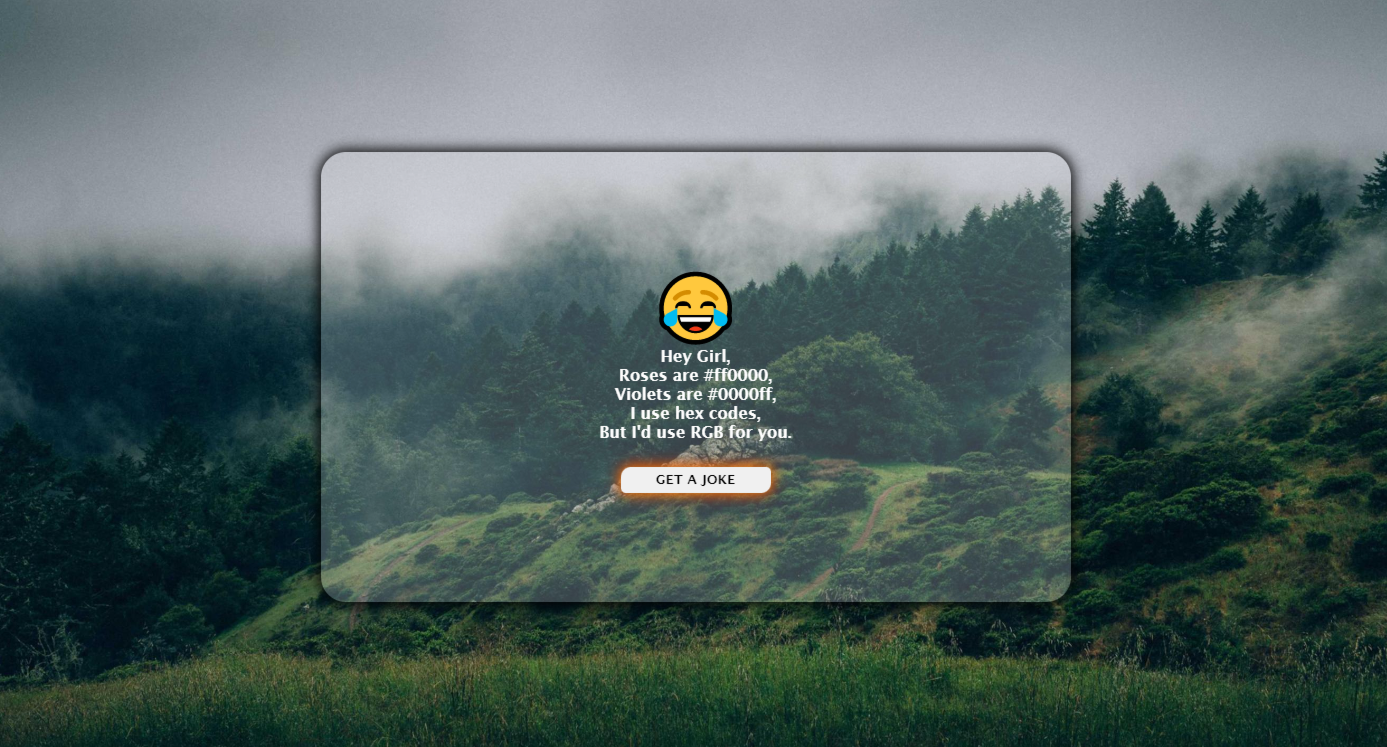 Hey Girl,
Roses are #ff0000,
Violets are #0000ff,
I use hex codes,
But I'd use RGB for you.
GET A JOKE